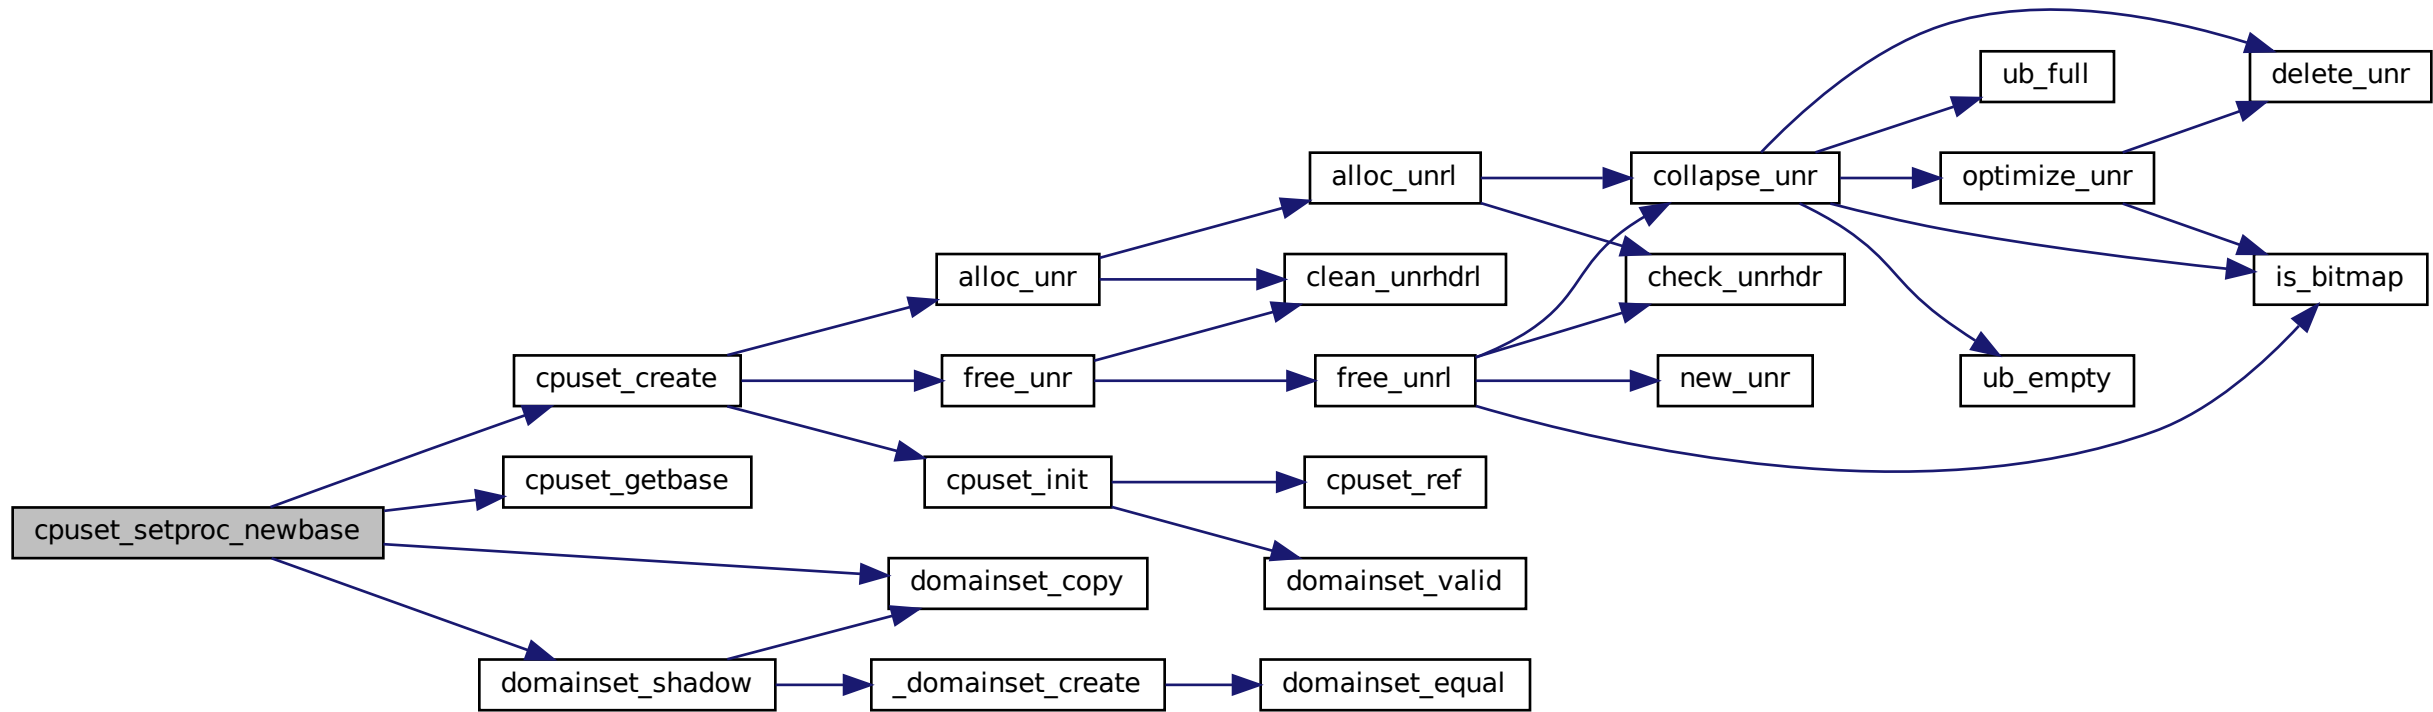 cpuset_setproc_newbase
cpuset_create
cpuset_getbase
domainset_copy
domainset_shadow
alloc_unr
free_unr
cpuset_init
_domainset_create
alloc_unrl
clean_unrhdrl
free_unrl
cpuset_ref
domainset_valid
domainset_equal
collapse_unr
check_unrhdr
new_unr
ub_full
optimize_unr
ub_empty
delete_unr
is_bitmap